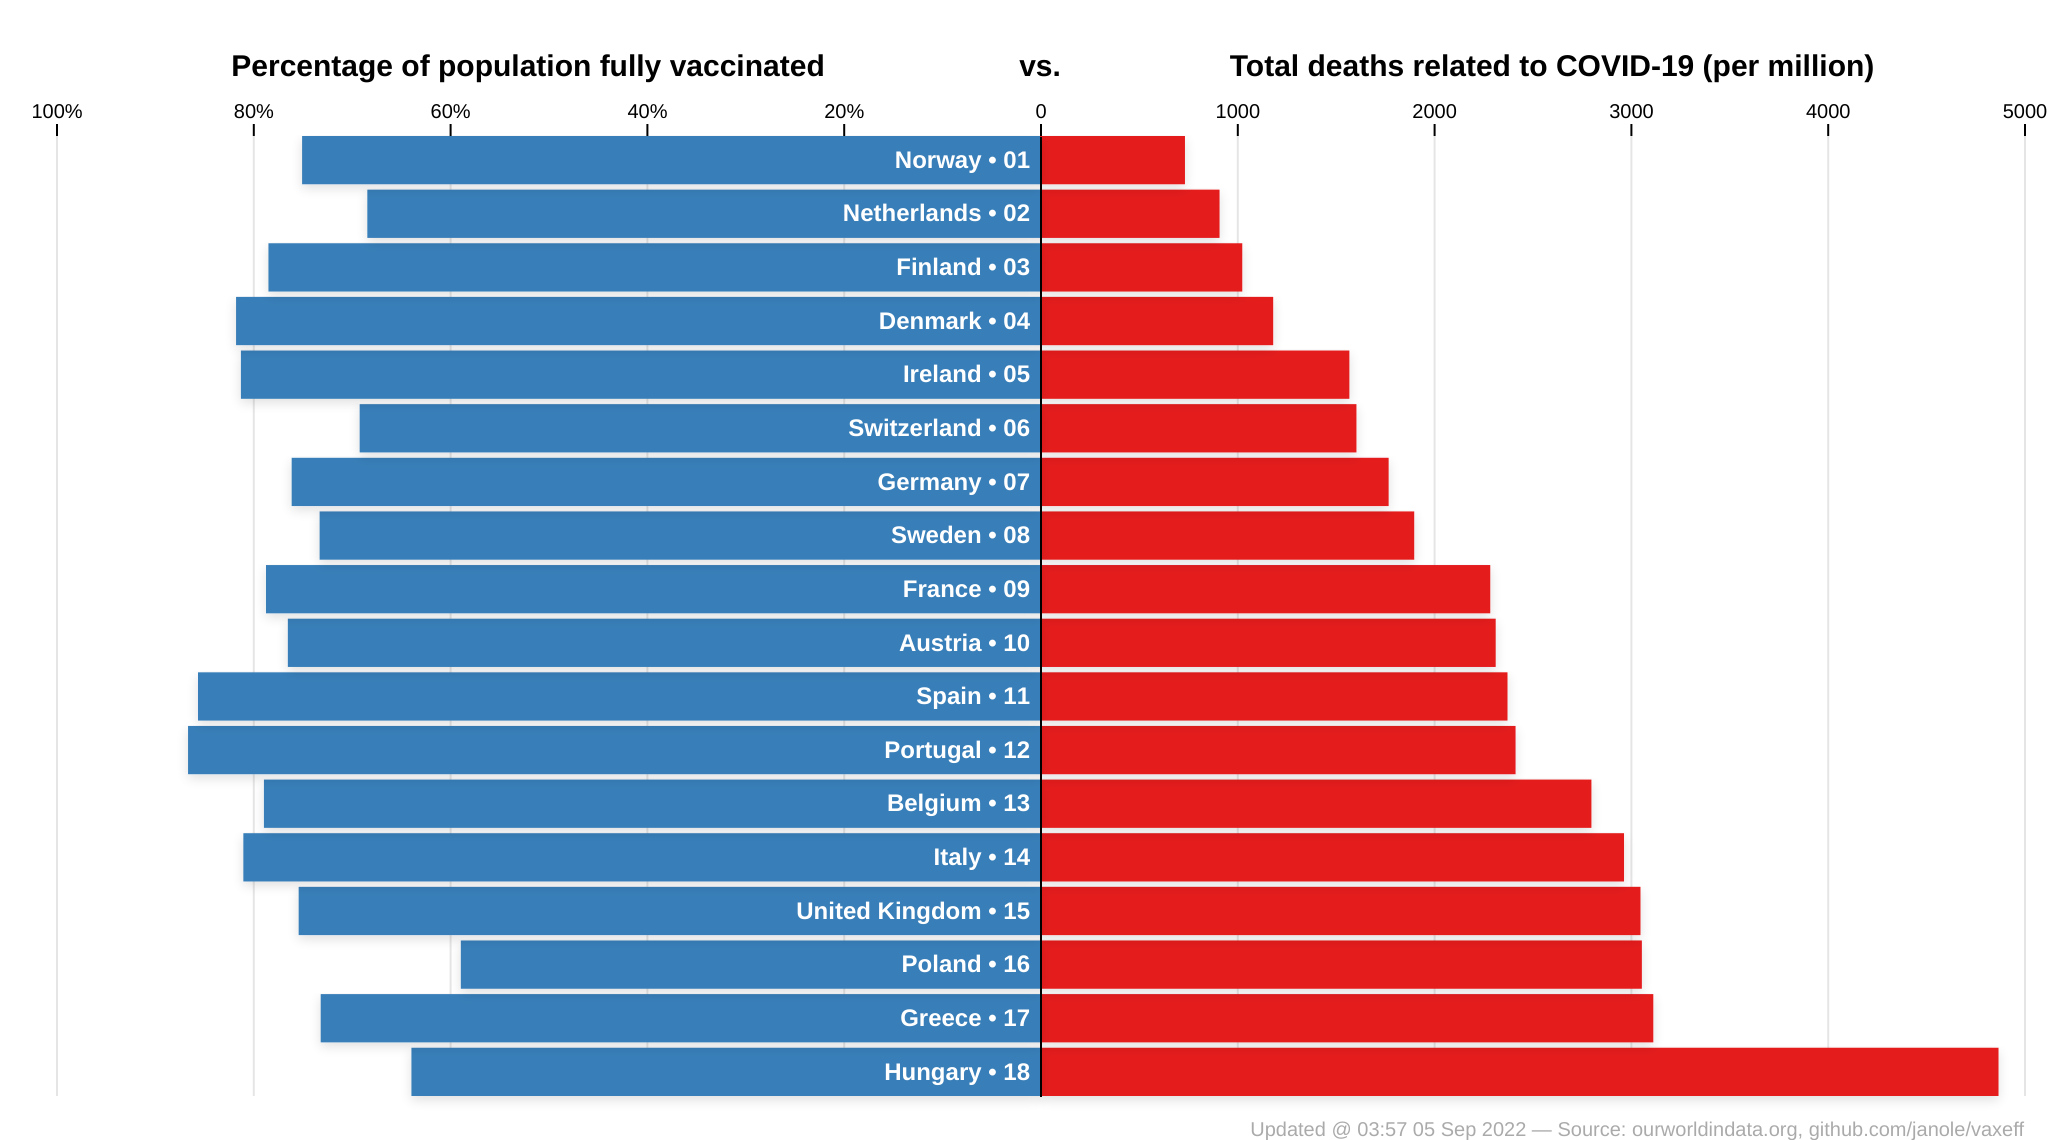 Percentage of population fully vaccinated vs. Total deaths related to COVID-19 (per million)
100% 80% 60% 40% 20% 0 1000 2000 3000 4000 5000
Norway • 01
Netherlands • 02
Finland • 03
Denmark • 04
Ireland • 05
Switzerland • 06
Germany • 07
Sweden • 08
France • 09
Austria • 10
Spain • 11
Portugal • 12
Belgium • 13
Italy • 14
United Kingdom • 15
Poland • 16
Greece • 17
Hungary • 18
Updated @ 03:57 05 Sep 2022 — Source: ourworldindata.org, github.com/janole/vaxeff